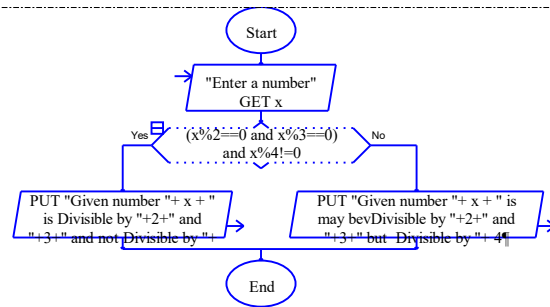 Start
"Enter a number"
GET x
Yes
(x%2==0 and x%3==0)
and x%4!=0
No
PUT "Given number "+ x + "
is Divisible by "+2+" and
"+3+" and not Divisible by "+
PUT "Given number "+ x + " is
may bevDivisible by "+2+" and
"+3+" but  Divisible by "+ 4¶
End